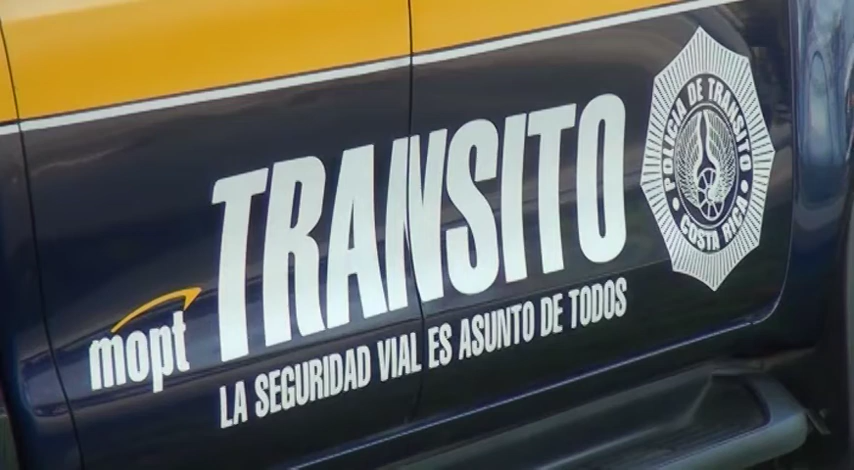 TRANSITO
mopt
LA SEGURIDAD VIAL ES ASUNTO DE TODOS
POLICIA DE TRANSITO
COSTA RICA